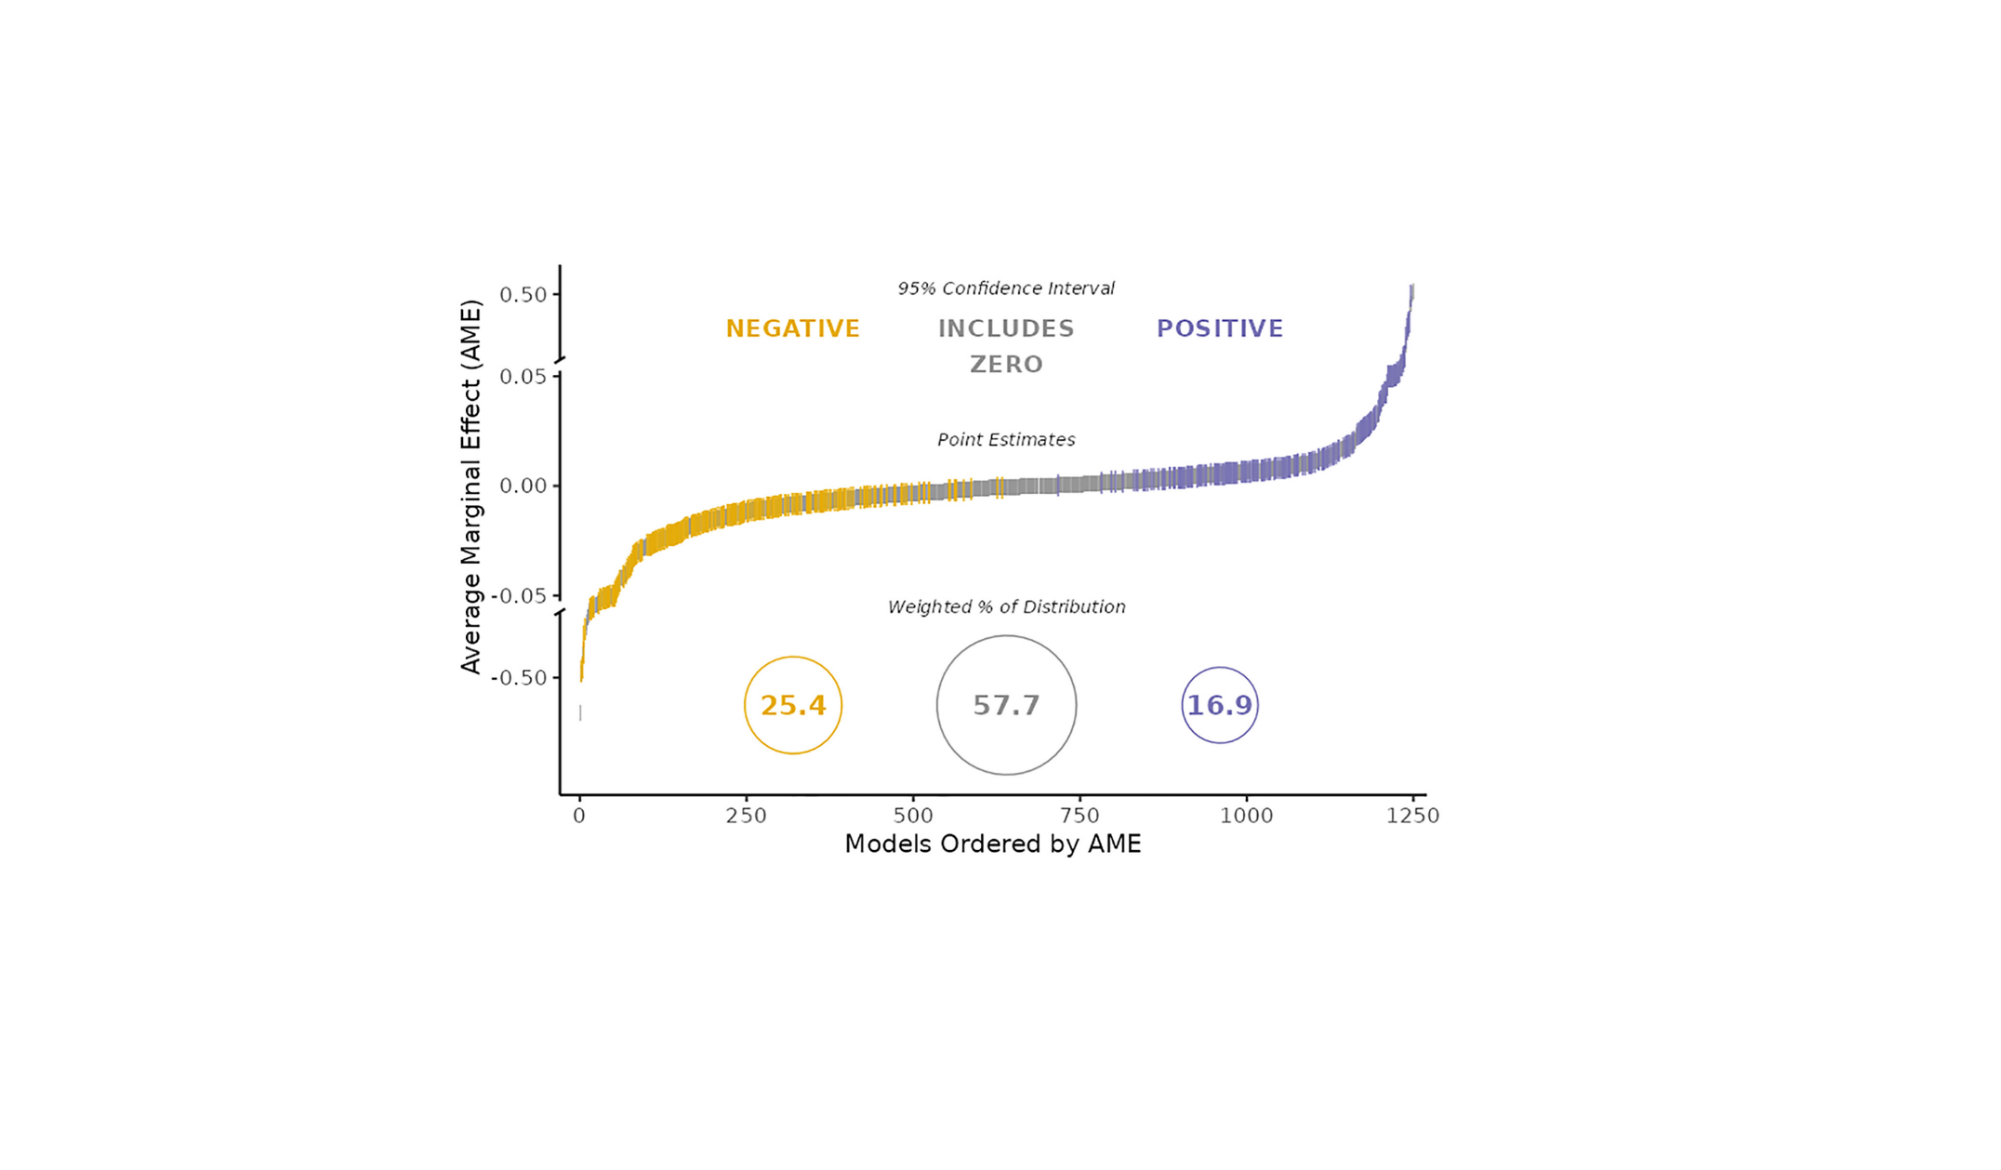 95% Confidence Interval
NEGATIVE
INCLUDES
ZERO
POSITIVE
Point Estimates
Weighted % of Distribution
25.4
57.7
16.9
Average Marginal Effect (AME)
0.50
0.05
0.00
-0.05
-0.50
0
250
500
750
1000
1250
Models Ordered by AME